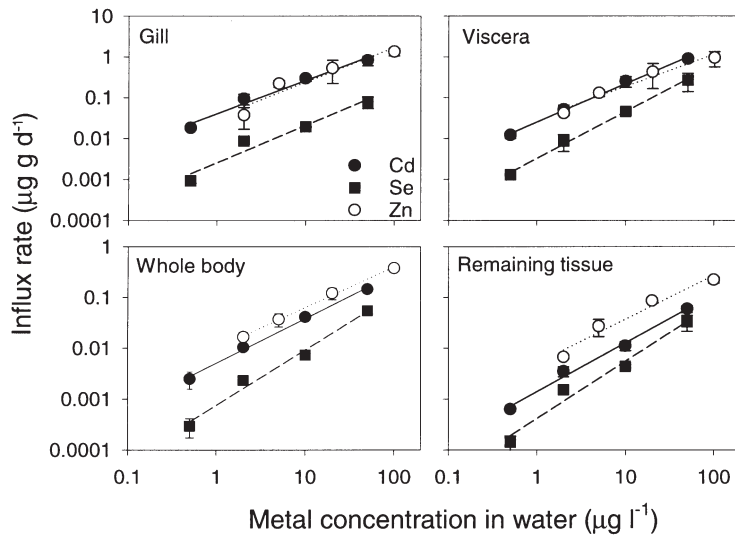 10
1
0.1
0.01
0.001
0.0001
Gill
Cd
Se
Zn
Viscera
1
0.1
0.01
0.001
0.0001
Whole body
Remaining tissue
0.1 1 10 100
0.1 1 10 100
Influx rate (µg g d⁻¹)
Metal concentration in water (µg l⁻¹)